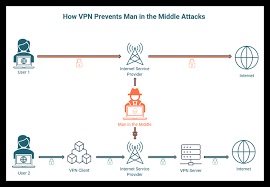 How VPN Prevents Man in the Middle Attacks
User 1
Internet Service
Provider
Internet
Man in the Middle
User 2
VPN Client
Internet Service
Provider
VPN Server
Internet